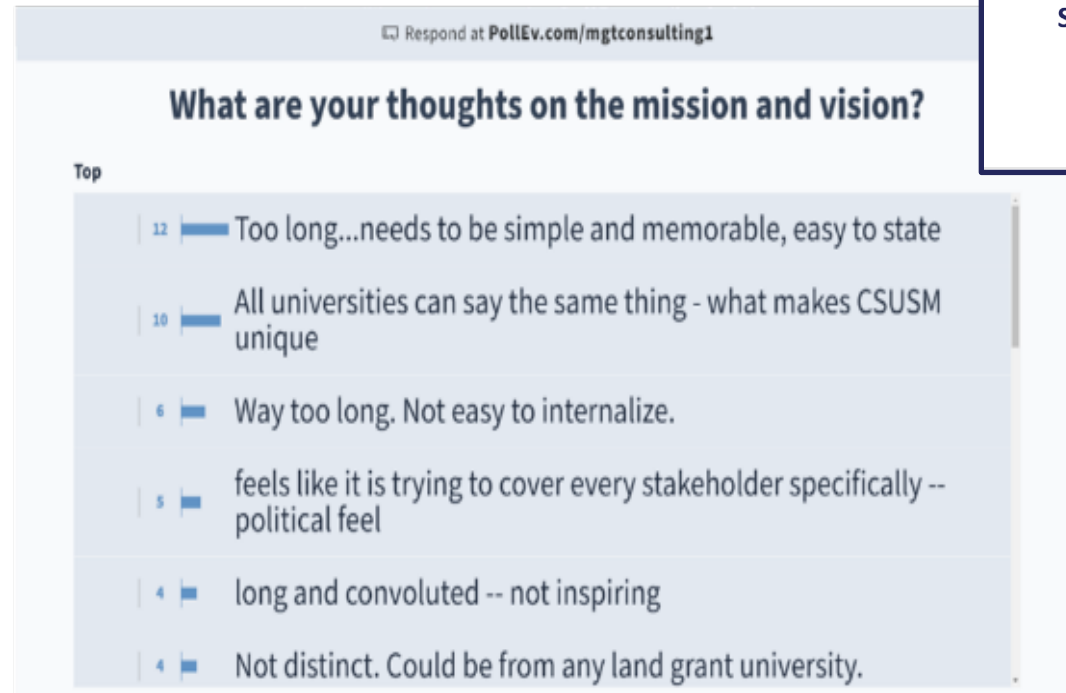 S
Respond at PollEv.com/mgtconsulting1
What are your thoughts on the mission and vision?
Top
12 Too long...needs to be simple and memorable, easy to state
10 All universities can say the same thing - what makes CSUSM
unique
6 Way too long. Not easy to internalize.
5 feels like it is trying to cover every stakeholder specifically --
political feel
4 long and convoluted -- not inspiring
4 Not distinct. Could be from any land grant university.